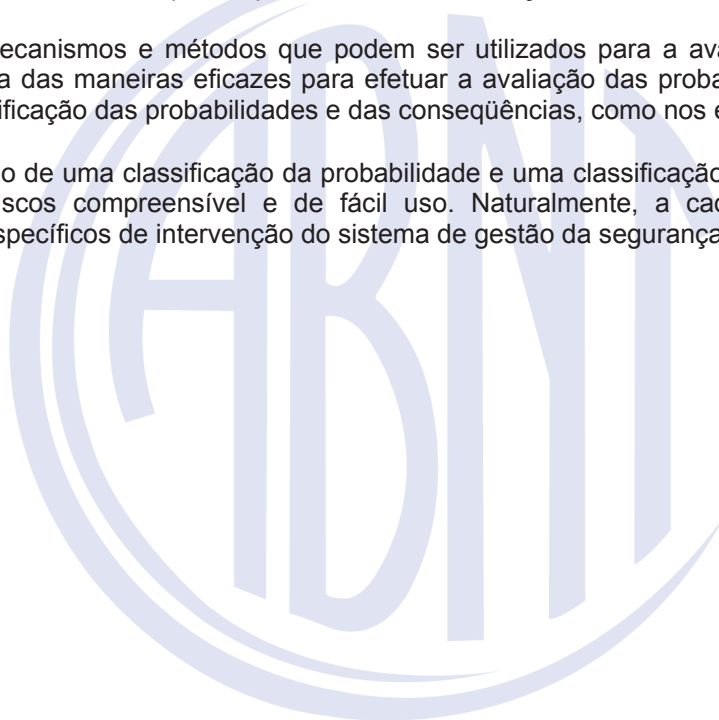 ecanismos e métodos que podem ser utilizados para a ava
a das maneiras eficazes para efetuar a avaliação das proba
ificação das probabilidades e das conseqüências, como nos e
o de uma classificação da probabilidade e uma classificação
scos compreensível e de fácil uso. Naturalmente, a cad
specíficos de intervenção do sistema de gestão da segurança
ABNT